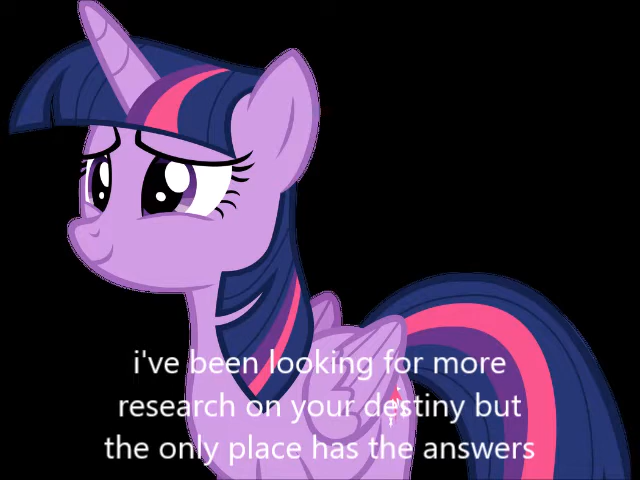 i've been looking for more
research on your destiny but
the only place has the answers